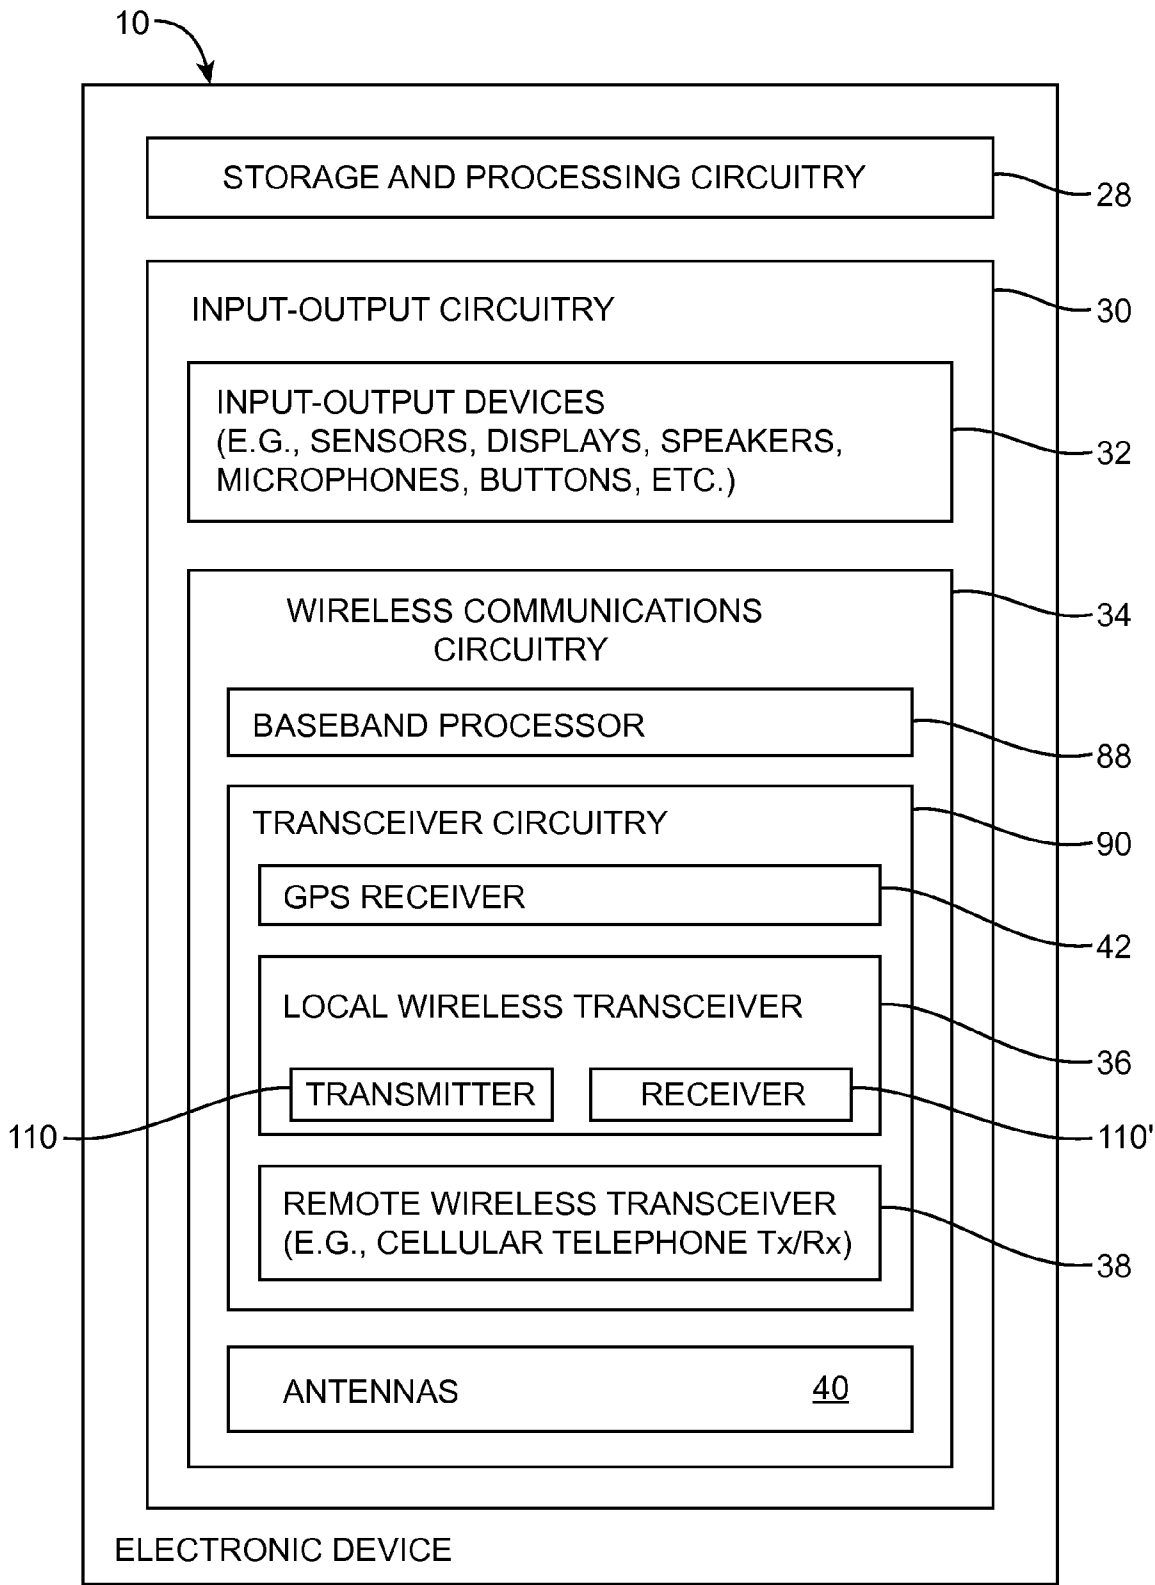 10
STORAGE AND PROCESSING CIRCUITRY
28
INPUT-OUTPUT CIRCUITRY
30
INPUT-OUTPUT DEVICES
(E.G., SENSORS, DISPLAYS, SPEAKERS,
MICROPHONES, BUTTONS, ETC.)
32
WIRELESS COMMUNICATIONS
CIRCUITRY
34
BASEBAND PROCESSOR
88
TRANSCEIVER CIRCUITRY
90
GPS RECEIVER
42
LOCAL WIRELESS TRANSCEIVER
36
TRANSMITTER
RECEIVER
110
110'
REMOTE WIRELESS TRANSCEIVER
(E.G., CELLULAR TELEPHONE Tx/Rx)
38
ANTENNAS
40
ELECTRONIC DEVICE